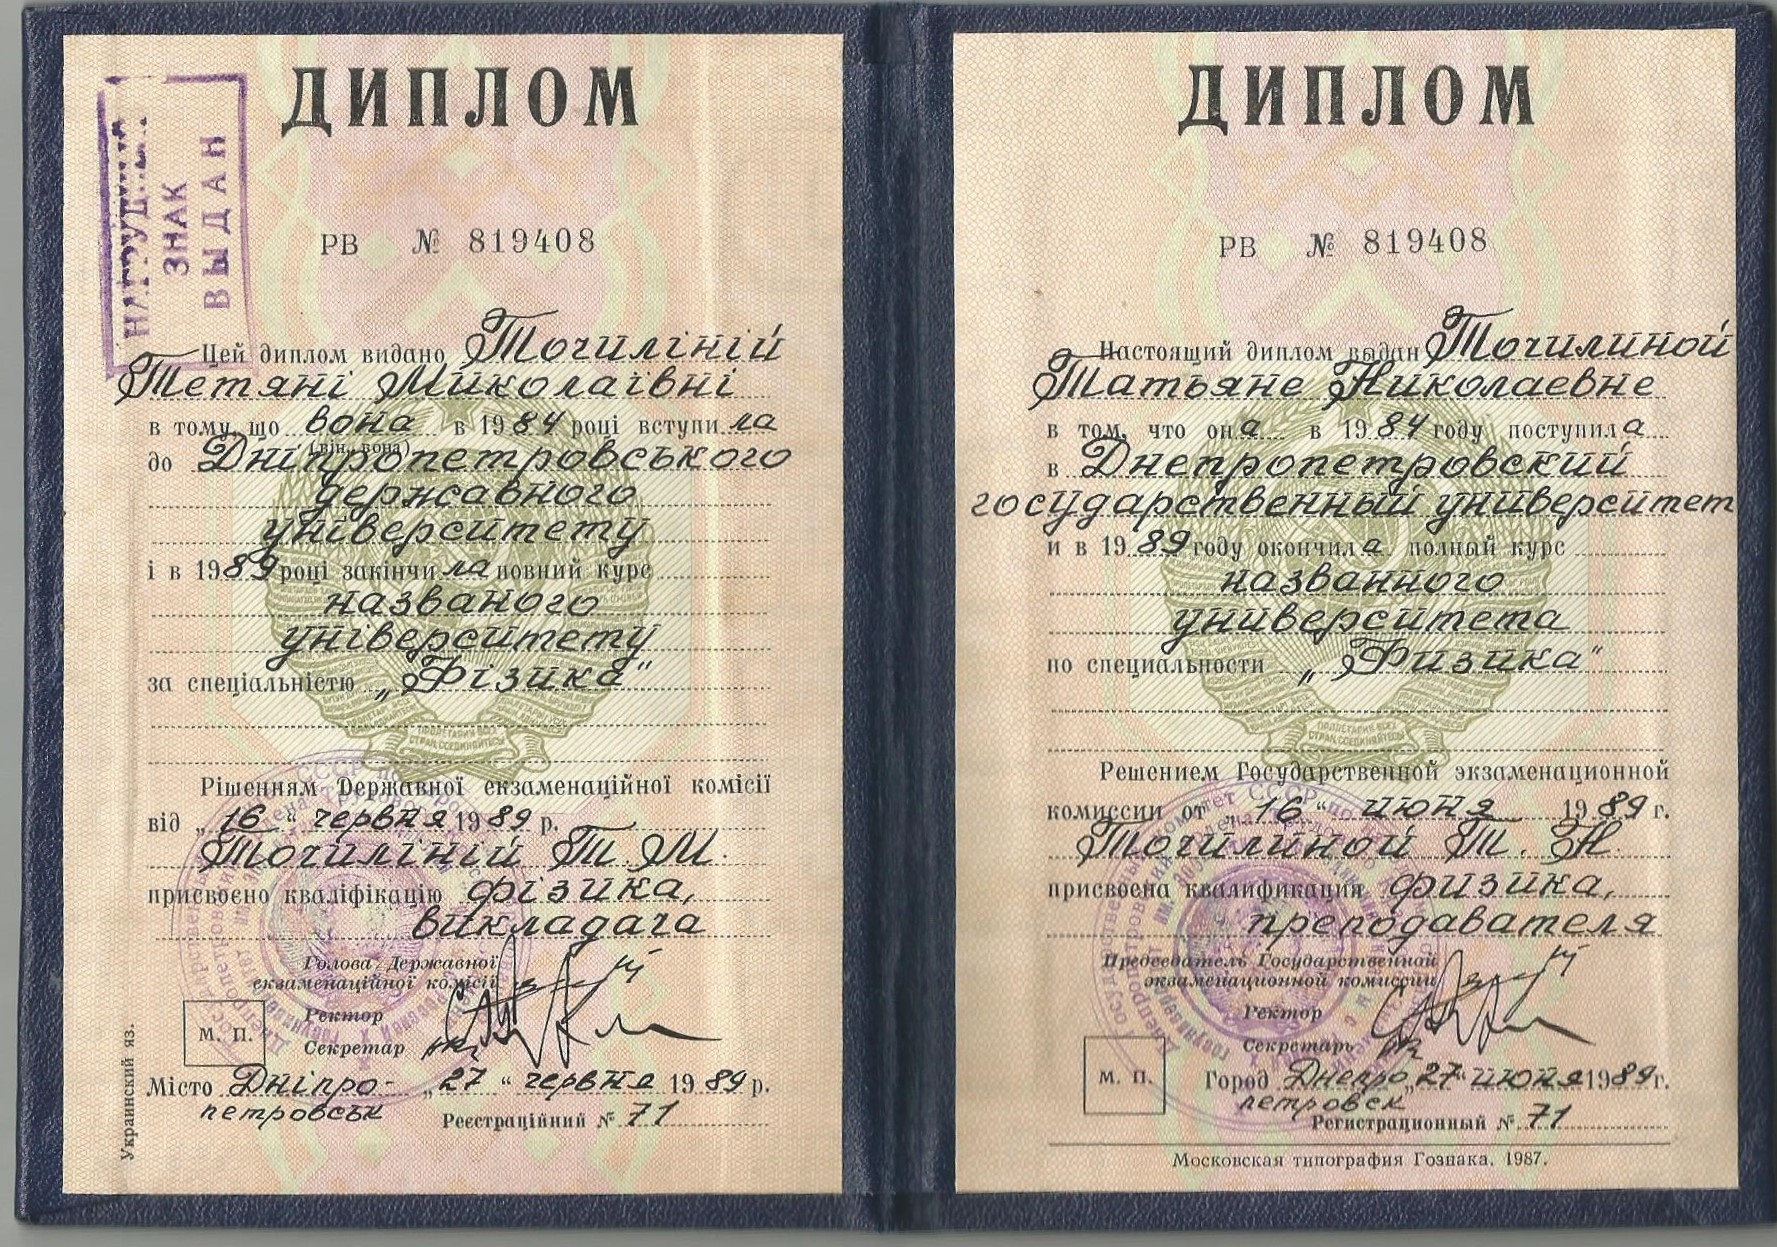 НАГРУДНЫЙ
ЗНАК
ВЫДАН
ДИПЛОМ
РВ № 819408
Цей диплом видано Точиліній
Тетяні Миколаївні
в тому, що вона в 1984 році вступила
(він, вона)
до Дніпропетровського
державного
університету
і в 1989 році закінчила повний курс
названого
університету
за спеціальністю „Фізика“
Рішенням Державної екзаменаційної комісії
від „16“ червня 1989 р.
Точиліній Т. М.
присвоєно кваліфікацію фізика,
викладача
Голова Державної
екзаменаційної комісії
Ректор
М. П.
Секретар
Місто Дніпро- „27“ червня 1989 р.
петровськ
Реєстраційний № 71
Украинский яз.
ДИПЛОМ
РВ № 819408
Настоящий диплом выдан Точилиной
Татьяне Николаевне
в том, что она в 1984 году поступила
в Днепропетровский
государственный университет
и в 1989 году окончила полный курс
названного
университета
по специальности „Физика“
ПРОЛЕТАРИИ ВСЕХ
СТРАН, СОЕДИНЯЙТЕСЬ
Решением Государственной экзаменационной
комиссии от „16“ июня 1989 г.
Точилиной Т. Н.
присвоена квалификация физика,
преподавателя
Председатель Государственной
экзаменационной комиссии
Ректор
Секретарь
М. П.
Город Днепро „27“ июня 1989 г.
петровск
Регистрационный № 71
Московская типография Гознака. 1987.